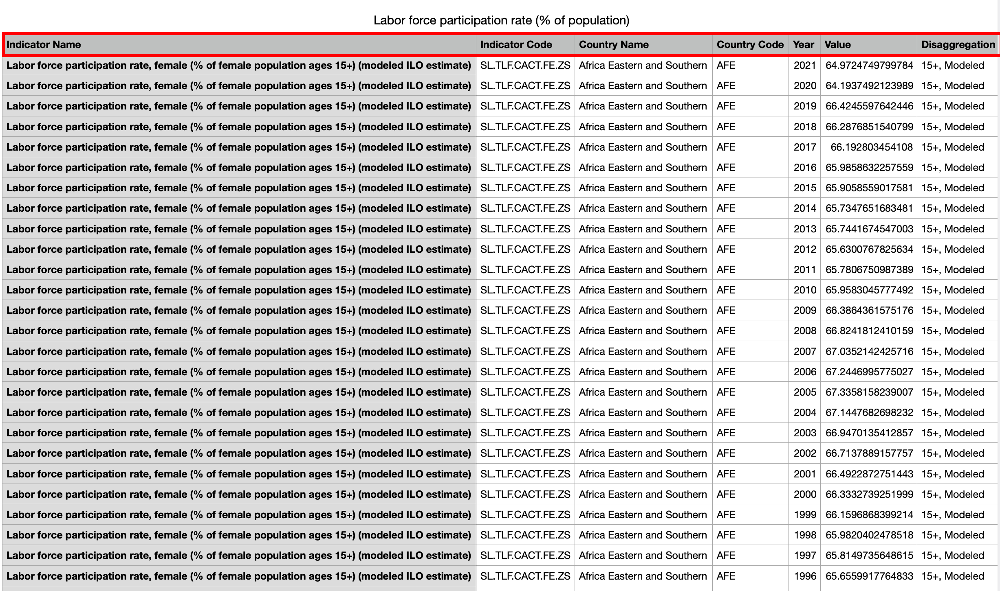 Labor force participation rate (% of population)
Indicator Name Indicator Code Country Name Country Code Year Value Disaggregation
Labor force participation rate, female (% of female population ages 15+) (modeled ILO estimate) SL.TLF.CACT.FE.ZS Africa Eastern and Southern AFE 2021 64.9724749799784 15+, Modeled
Labor force participation rate, female (% of female population ages 15+) (modeled ILO estimate) SL.TLF.CACT.FE.ZS Africa Eastern and Southern AFE 2020 64.1937492123989 15+, Modeled
Labor force participation rate, female (% of female population ages 15+) (modeled ILO estimate) SL.TLF.CACT.FE.ZS Africa Eastern and Southern AFE 2019 66.4245597642446 15+, Modeled
Labor force participation rate, female (% of female population ages 15+) (modeled ILO estimate) SL.TLF.CACT.FE.ZS Africa Eastern and Southern AFE 2018 66.2876851540799 15+, Modeled
Labor force participation rate, female (% of female population ages 15+) (modeled ILO estimate) SL.TLF.CACT.FE.ZS Africa Eastern and Southern AFE 2017 66.192803454108 15+, Modeled
Labor force participation rate, female (% of female population ages 15+) (modeled ILO estimate) SL.TLF.CACT.FE.ZS Africa Eastern and Southern AFE 2016 65.9858632257559 15+, Modeled
Labor force participation rate, female (% of female population ages 15+) (modeled ILO estimate) SL.TLF.CACT.FE.ZS Africa Eastern and Southern AFE 2015 65.9058559017581 15+, Modeled
Labor force participation rate, female (% of female population ages 15+) (modeled ILO estimate) SL.TLF.CACT.FE.ZS Africa Eastern and Southern AFE 2014 65.7347651683481 15+, Modeled
Labor force participation rate, female (% of female population ages 15+) (modeled ILO estimate) SL.TLF.CACT.FE.ZS Africa Eastern and Southern AFE 2013 65.7441674547003 15+, Modeled
Labor force participation rate, female (% of female population ages 15+) (modeled ILO estimate) SL.TLF.CACT.FE.ZS Africa Eastern and Southern AFE 2012 65.6300767825634 15+, Modeled
Labor force participation rate, female (% of female population ages 15+) (modeled ILO estimate) SL.TLF.CACT.FE.ZS Africa Eastern and Southern AFE 2011 65.7806750987389 15+, Modeled
Labor force participation rate, female (% of female population ages 15+) (modeled ILO estimate) SL.TLF.CACT.FE.ZS Africa Eastern and Southern AFE 2010 65.9583045777492 15+, Modeled
Labor force participation rate, female (% of female population ages 15+) (modeled ILO estimate) SL.TLF.CACT.FE.ZS Africa Eastern and Southern AFE 2009 66.3864361575176 15+, Modeled
Labor force participation rate, female (% of female population ages 15+) (modeled ILO estimate) SL.TLF.CACT.FE.ZS Africa Eastern and Southern AFE 2008 66.8241812410159 15+, Modeled
Labor force participation rate, female (% of female population ages 15+) (modeled ILO estimate) SL.TLF.CACT.FE.ZS Africa Eastern and Southern AFE 2007 67.0352142425716 15+, Modeled
Labor force participation rate, female (% of female population ages 15+) (modeled ILO estimate) SL.TLF.CACT.FE.ZS Africa Eastern and Southern AFE 2006 67.2446995775027 15+, Modeled
Labor force participation rate, female (% of female population ages 15+) (modeled ILO estimate) SL.TLF.CACT.FE.ZS Africa Eastern and Southern AFE 2005 67.3358158239007 15+, Modeled
Labor force participation rate, female (% of female population ages 15+) (modeled ILO estimate) SL.TLF.CACT.FE.ZS Africa Eastern and Southern AFE 2004 67.1447682698232 15+, Modeled
Labor force participation rate, female (% of female population ages 15+) (modeled ILO estimate) SL.TLF.CACT.FE.ZS Africa Eastern and Southern AFE 2003 66.9470135412857 15+, Modeled
Labor force participation rate, female (% of female population ages 15+) (modeled ILO estimate) SL.TLF.CACT.FE.ZS Africa Eastern and Southern AFE 2002 66.7137889157757 15+, Modeled
Labor force participation rate, female (% of female population ages 15+) (modeled ILO estimate) SL.TLF.CACT.FE.ZS Africa Eastern and Southern AFE 2001 66.4922872751443 15+, Modeled
Labor force participation rate, female (% of female population ages 15+) (modeled ILO estimate) SL.TLF.CACT.FE.ZS Africa Eastern and Southern AFE 2000 66.3332739251999 15+, Modeled
Labor force participation rate, female (% of female population ages 15+) (modeled ILO estimate) SL.TLF.CACT.FE.ZS Africa Eastern and Southern AFE 1999 66.1596868399214 15+, Modeled
Labor force participation rate, female (% of female population ages 15+) (modeled ILO estimate) SL.TLF.CACT.FE.ZS Africa Eastern and Southern AFE 1998 65.9820402478518 15+, Modeled
Labor force participation rate, female (% of female population ages 15+) (modeled ILO estimate) SL.TLF.CACT.FE.ZS Africa Eastern and Southern AFE 1997 65.8149735648615 15+, Modeled
Labor force participation rate, female (% of female population ages 15+) (modeled ILO estimate) SL.TLF.CACT.FE.ZS Africa Eastern and Southern AFE 1996 65.6559917764833 15+, Modeled